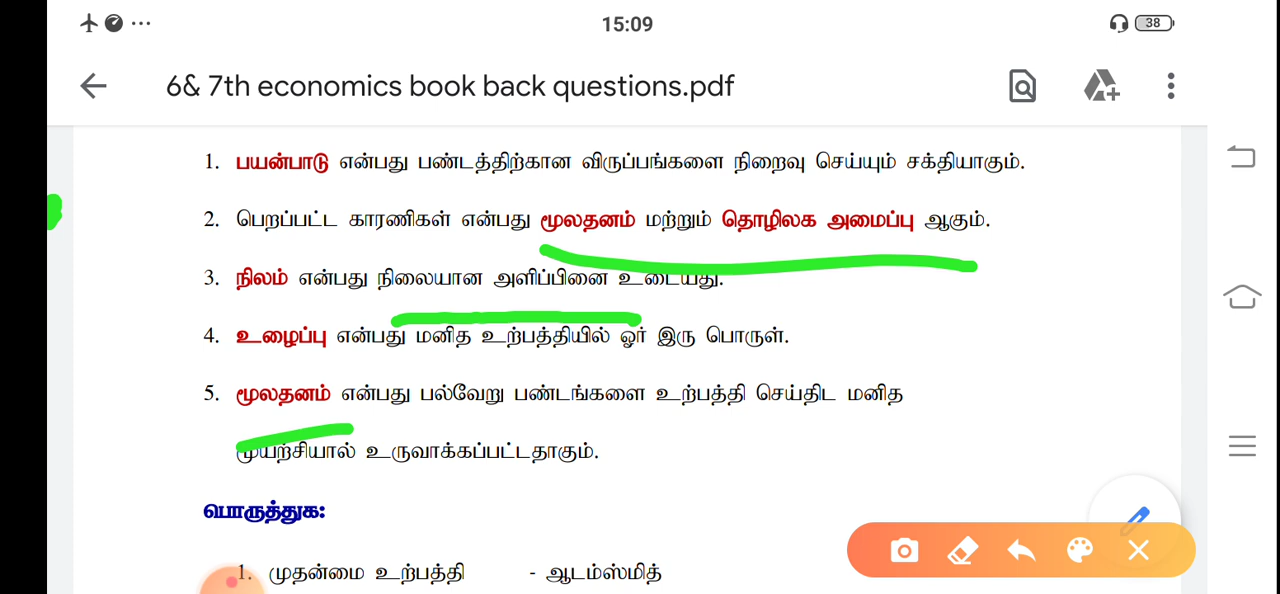 15:09
38
6& 7th economics book back questions.pdf
1. பயன்பாடு என்பது பண்டத்திற்கான விருப்பங்களை நிறைவு செய்யும் சக்தியாகும்.
2. பெறப்பட்ட காரணிகள் என்பது மூலதனம் மற்றும் தொழிலக அமைப்பு ஆகும்.
3. நிலம் என்பது நிலையான அளிப்பினை உடையது.
4. உழைப்பு என்பது மனித உற்பத்தியில் ஓர் இரு பொருள்.
5. மூலதனம் என்பது பல்வேறு பண்டங்களை உற்பத்தி செய்திட மனித
முயற்சியால் உருவாக்கப்பட்டதாகும்.
பொருத்துக:
1. முதன்மை உற்பத்தி - ஆடம்ஸ்மித்